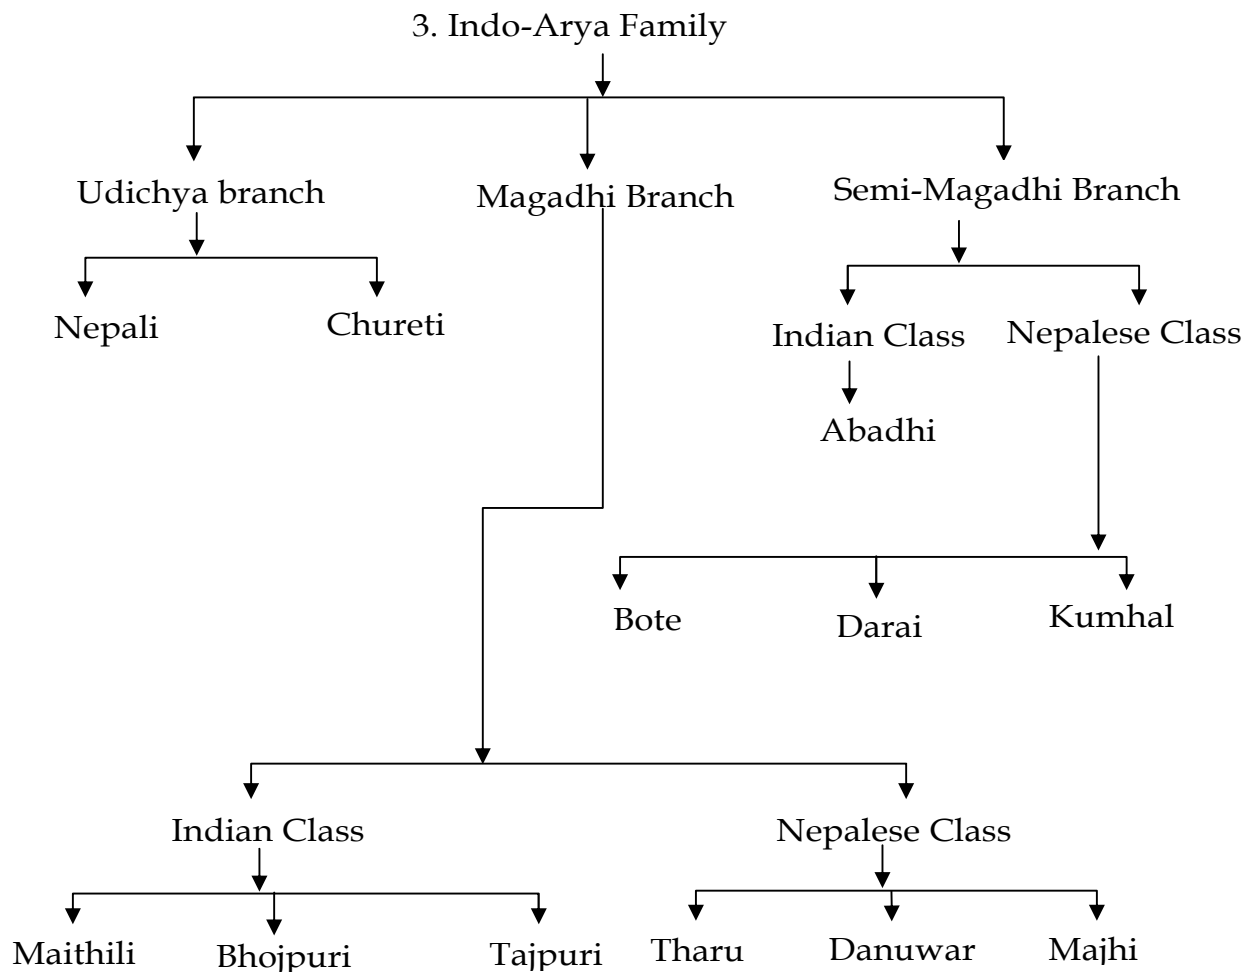 3. Indo-Arya Family
Udichya branch
Magadhi Branch
Semi-Magadhi Branch
Nepali
Chureti
Indian Class
Nepalese Class
Abadhi
Bote
Darai
Kumhal
Indian Class
Nepalese Class
Maithili
Bhojpuri
Tajpuri
Tharu
Danuwar
Majhi